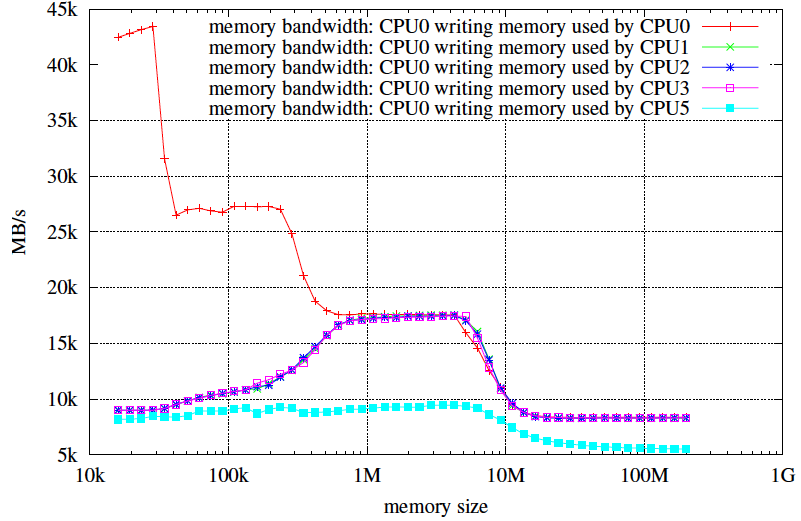 45k
memory bandwidth: CPU0 writing memory used by CPU0
memory bandwidth: CPU0 writing memory used by CPU1
40k
memory bandwidth: CPU0 writing memory used by CPU2
memory bandwidth: CPU0 writing memory used by CPU3
memory bandwidth: CPU0 writing memory used by CPU5
35k
30k
25k
MB/s
20k
15k
10k
5k
10k 100k 1M 10M 100M 1G
memory size